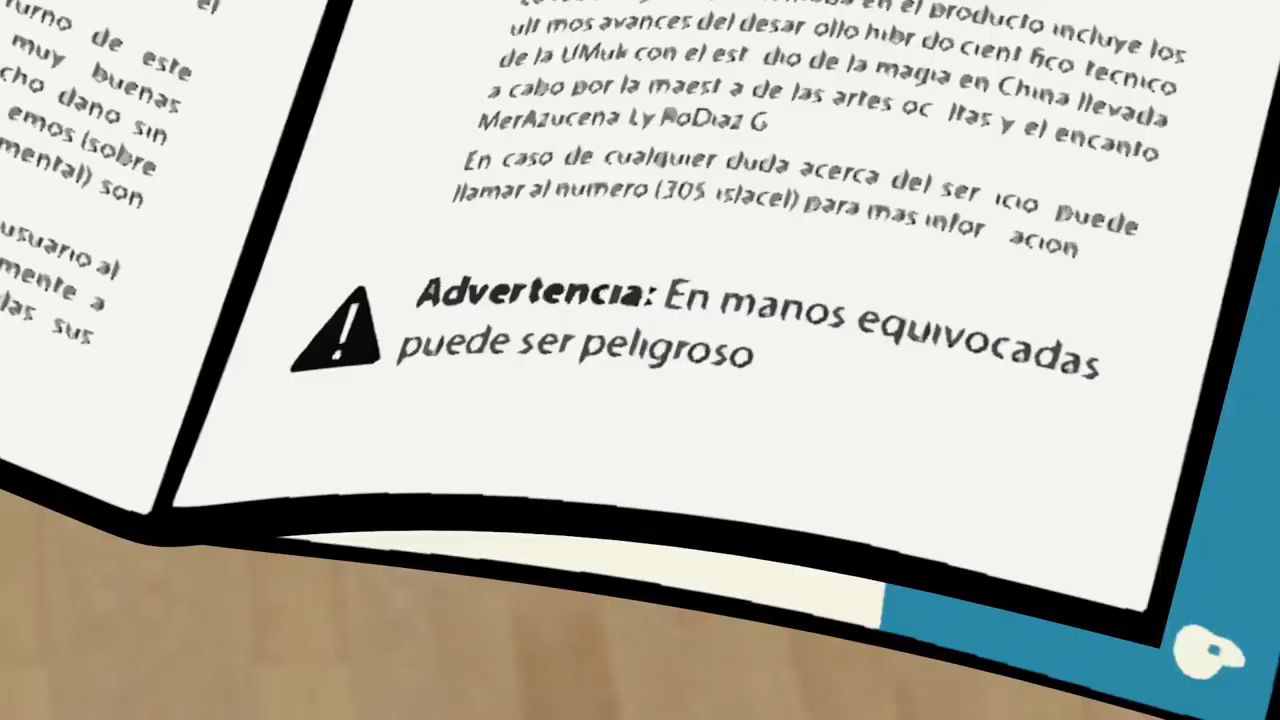 el
turno de este
muy buenas
cho dano sin
emos (sobre
mental) son
usuario al
mente a
las sus
en el producto incluye los
ult mos avances del desar ollo hibr do cient fico tecnico
de la UMuk con el est dio de la magia en China llevada
a cabo por la maest a de las artes oc ltas y el encanto
MerAzucena Ly RoDiaz G
En caso de cualquier duda acerca del ser icio puede
llamar al numero (305 islacel) para mas infor acion
Advertencia: En manos equivocadas
puede ser peligroso